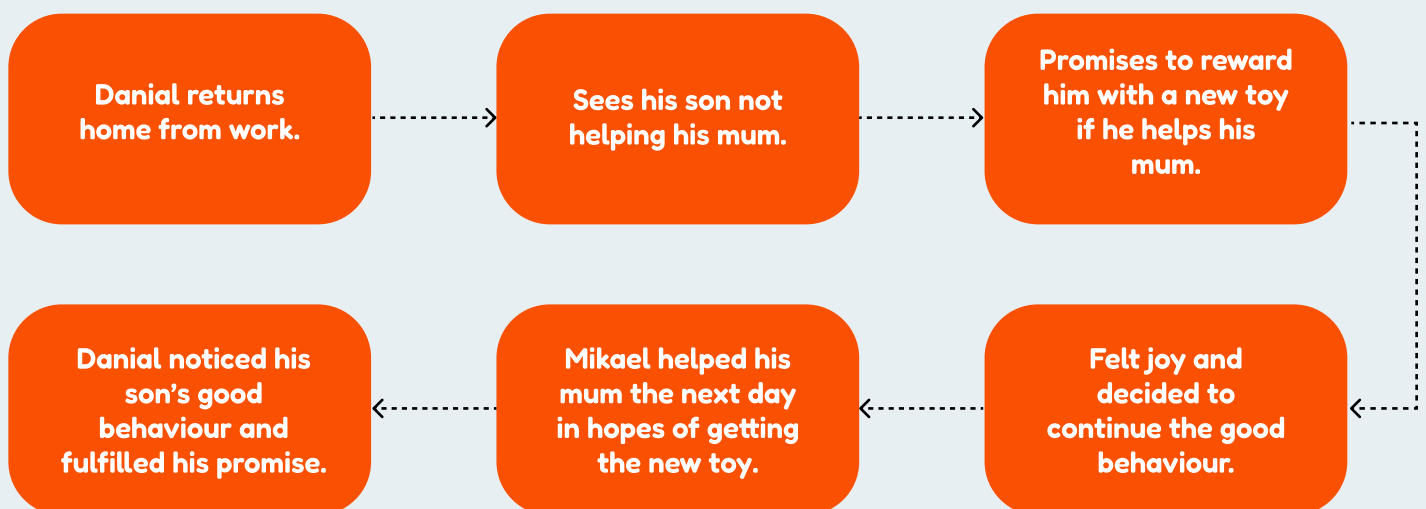 Danial returns
home from work.
Sees his son not
helping his mum.
Promises to reward
him with a new toy
if he helps his
mum.
Felt joy and
decided to
continue the good
behaviour.
Mikael helped his
mum the next day
in hopes of getting
the new toy.
Danial noticed his
son’s good
behaviour and
fulfilled his promise.